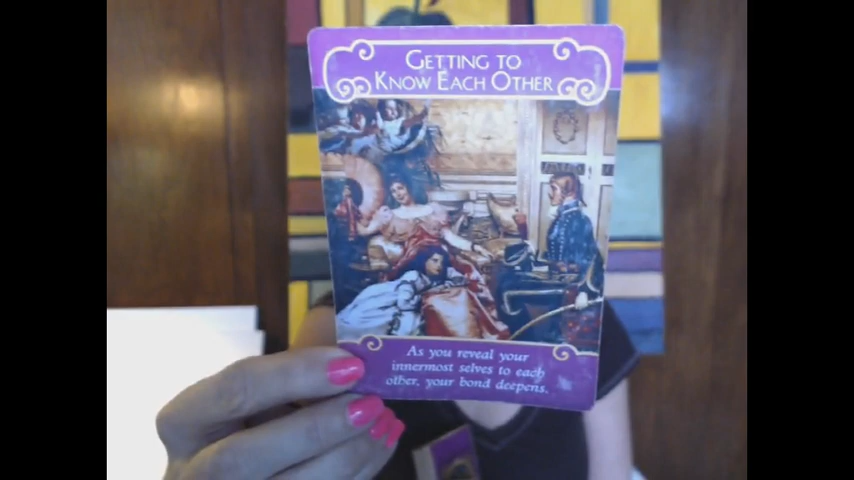 GETTING TO
KNOW EACH OTHER
As you reveal your
innermost selves to each
other, your bond deepens.